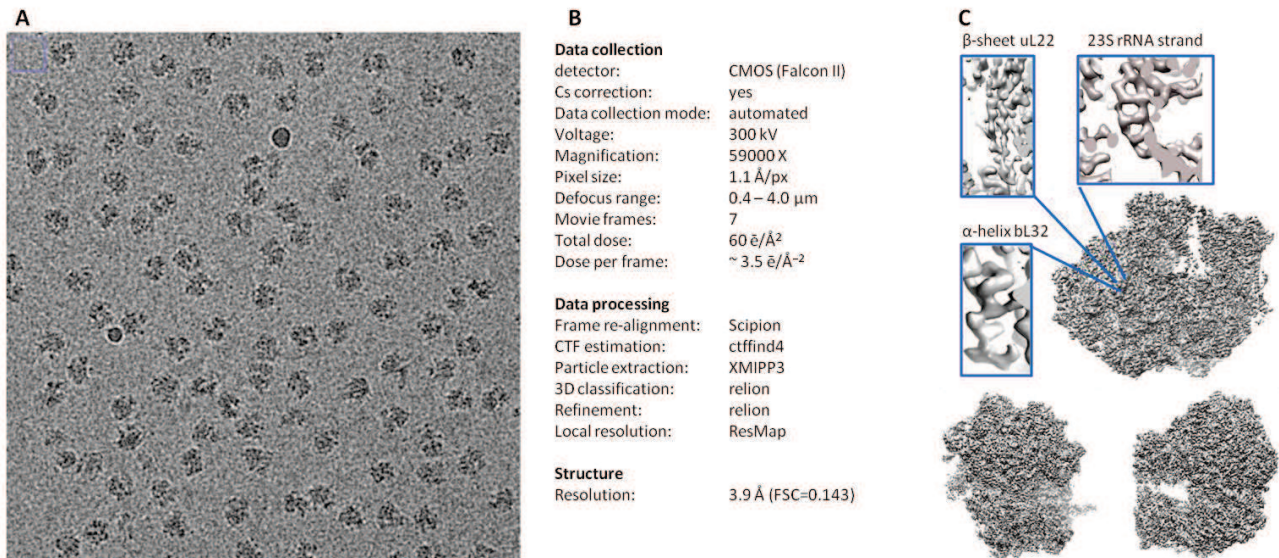 A
B
Data collection
detector: CMOS (Falcon II)
Cs correction: yes
Data collection mode: automated
Voltage: 300 kV
Magnification: 59000 X
Pixel size: 1.1 Å/px
Defocus range: 0.4 – 4.0 µm
Movie frames: 7
Total dose: 60 ē/Å²
Dose per frame: ~ 3.5 ē/Å⁻²
Data processing
Frame re-alignment: Scipion
CTF estimation: ctffind4
Particle extraction: XMIPP3
3D classification: relion
Refinement: relion
Local resolution: ResMap
Structure
Resolution: 3.9 Å (FSC=0.143)
C
β-sheet uL22
23S rRNA strand
α-helix bL32